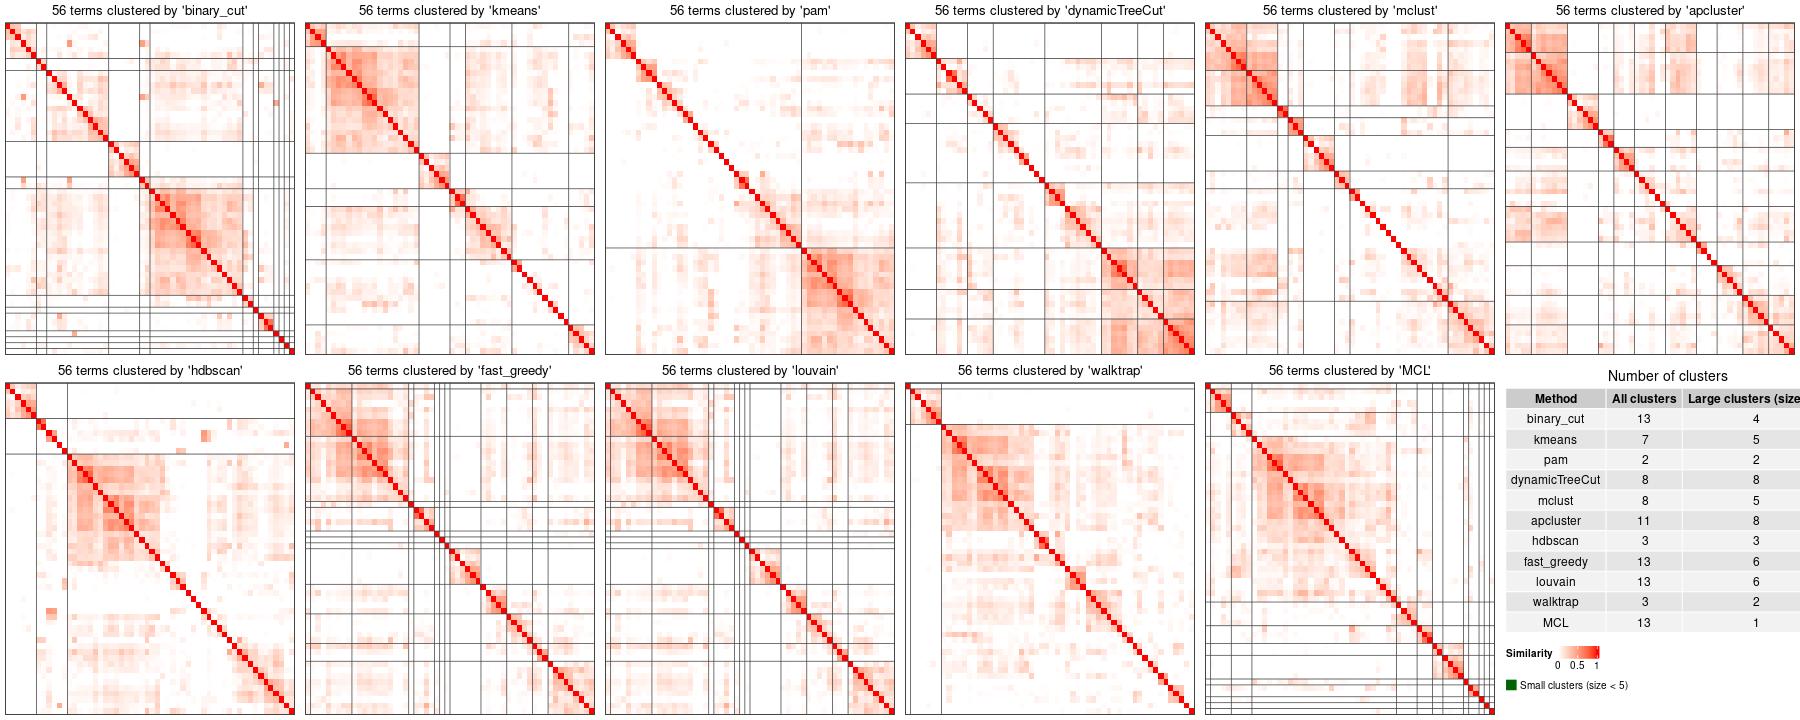 56 terms clustered by 'binary_cut'
56 terms clustered by 'kmeans'
56 terms clustered by 'pam'
56 terms clustered by 'dynamicTreeCut'
56 terms clustered by 'mclust'
56 terms clustered by 'apcluster'
56 terms clustered by 'hdbscan'
56 terms clustered by 'fast_greedy'
56 terms clustered by 'louvain'
56 terms clustered by 'walktrap'
56 terms clustered by 'MCL'
Number of clusters
Method All clusters Large clusters (size
binary_cut 13 4
kmeans 7 5
pam 2 2
dynamicTreeCut 8 8
mclust 8 5
apcluster 11 8
hdbscan 3 3
fast_greedy 13 6
louvain 13 6
walktrap 3 2
MCL 13 1
Similarity
0 0.5 1
Small clusters (size < 5)